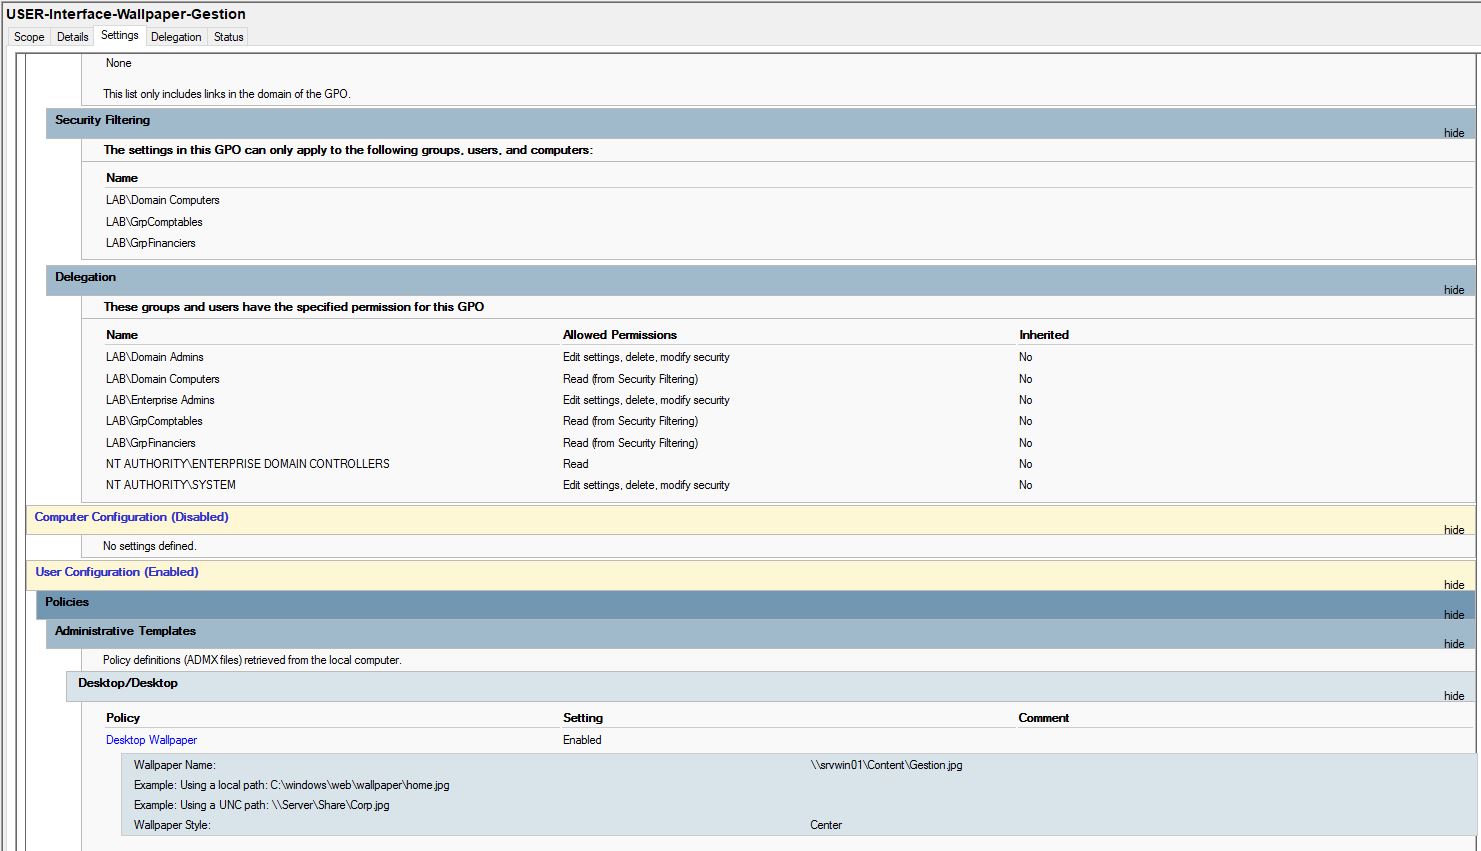 USER-Interface-Wallpaper-Gestion
Scope Details Settings Delegation Status
None
This list only includes links in the domain of the GPO.
Security Filtering
hide
The settings in this GPO can only apply to the following groups, users, and computers:
Name
LAB\Domain Computers
LAB\GrpComptables
LAB\GrpFinanciers
Delegation
hide
These groups and users have the specified permission for this GPO
Name Allowed Permissions Inherited
LAB\Domain Admins Edit settings, delete, modify security No
LAB\Domain Computers Read (from Security Filtering) No
LAB\Enterprise Admins Edit settings, delete, modify security No
LAB\GrpComptables Read (from Security Filtering) No
LAB\GrpFinanciers Read (from Security Filtering) No
NT AUTHORITY\ENTERPRISE DOMAIN CONTROLLERS Read No
NT AUTHORITY\SYSTEM Edit settings, delete, modify security No
Computer Configuration (Disabled)
hide
No settings defined.
User Configuration (Enabled)
hide
Policies
hide
Administrative Templates
hide
Policy definitions (ADMX files) retrieved from the local computer.
Desktop/Desktop
hide
Policy Setting Comment
Desktop Wallpaper Enabled
Wallpaper Name: \\srvwin01\Content\Gestion.jpg
Example: Using a local path: C:\windows\web\wallpaper\home.jpg
Example: Using a UNC path: \\Server\Share\Corp.jpg
Wallpaper Style: Center